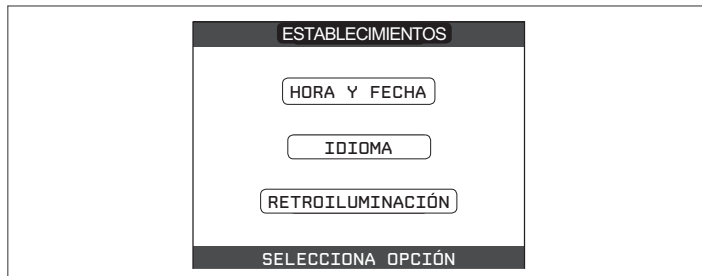 ESTABLECIMIENTOS
HORA Y FECHA
IDIOMA
RETROILUMINACIÓN
SELECCIONA OPCIÓN